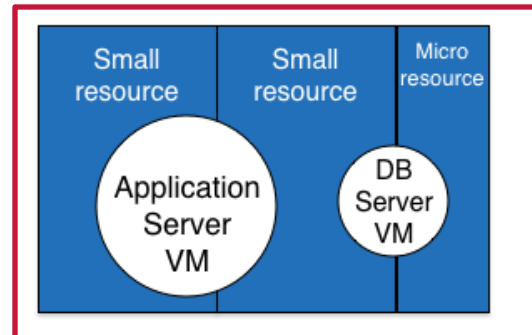 Small
resource
Small
resource
Micro
resource
Application
Server
VM
DB
Server
VM